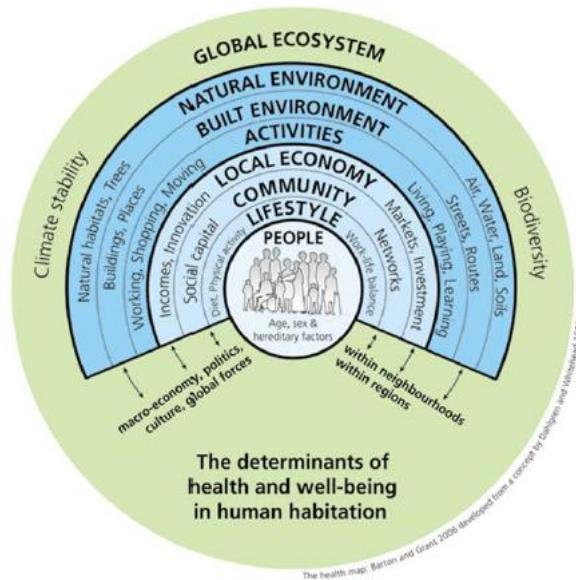 GLOBAL ECOSYSTEM
NATURAL ENVIRONMENT
BUILT ENVIRONMENT
ACTIVITIES
LOCAL ECONOMY
COMMUNITY
LIFESTYLE
PEOPLE
Age, sex &
hereditary factors
Climate stability
Natural habitats, Trees
Buildings, Places
Working, Shopping, Moving
Incomes, Innovation
Social capital
Diet, Physical activity
Work-life balance
Networks
Markets, Investment
Living, Playing, Learning
Streets, Routes
Air, Water, Land, Soils
Biodiversity
macro-economy, politics,
culture, global forces
within neighbourhoods
within regions
The determinants of
health and well-being
in human habitation
The health map: Barton and Grant 2006 developed from a concept by Dahlgren and Whitehead